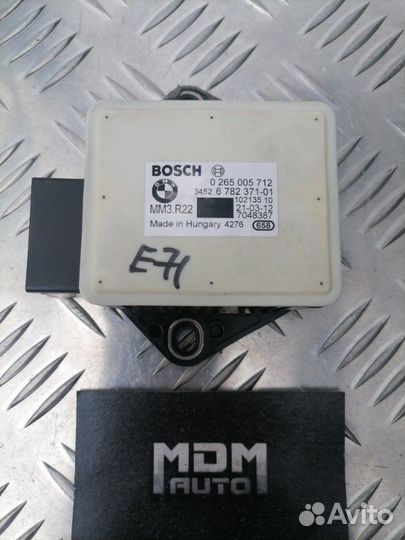 BOSCH
0 265 005 712
3452 6 782 371-01
102135 10
MM3.R22
21-03-12
7048387
Made in Hungary 4276
658
E-71
MDM
AUTO
Avito